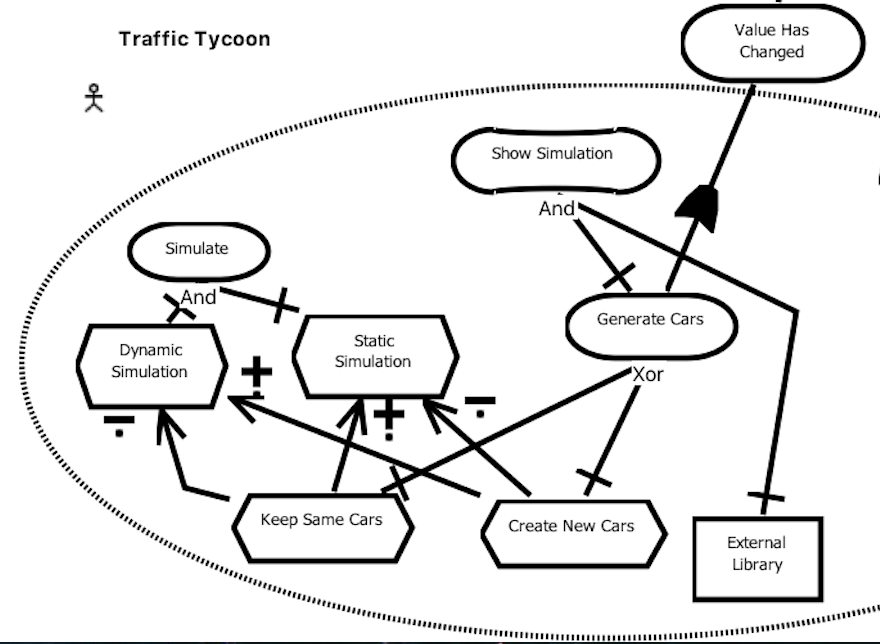 Traffic Tycoon
Value Has
Changed
Show Simulation
And
Simulate
And
Generate Cars
Xor
Dynamic
Simulation
Static
Simulation
Keep Same Cars
Create New Cars
External
Library